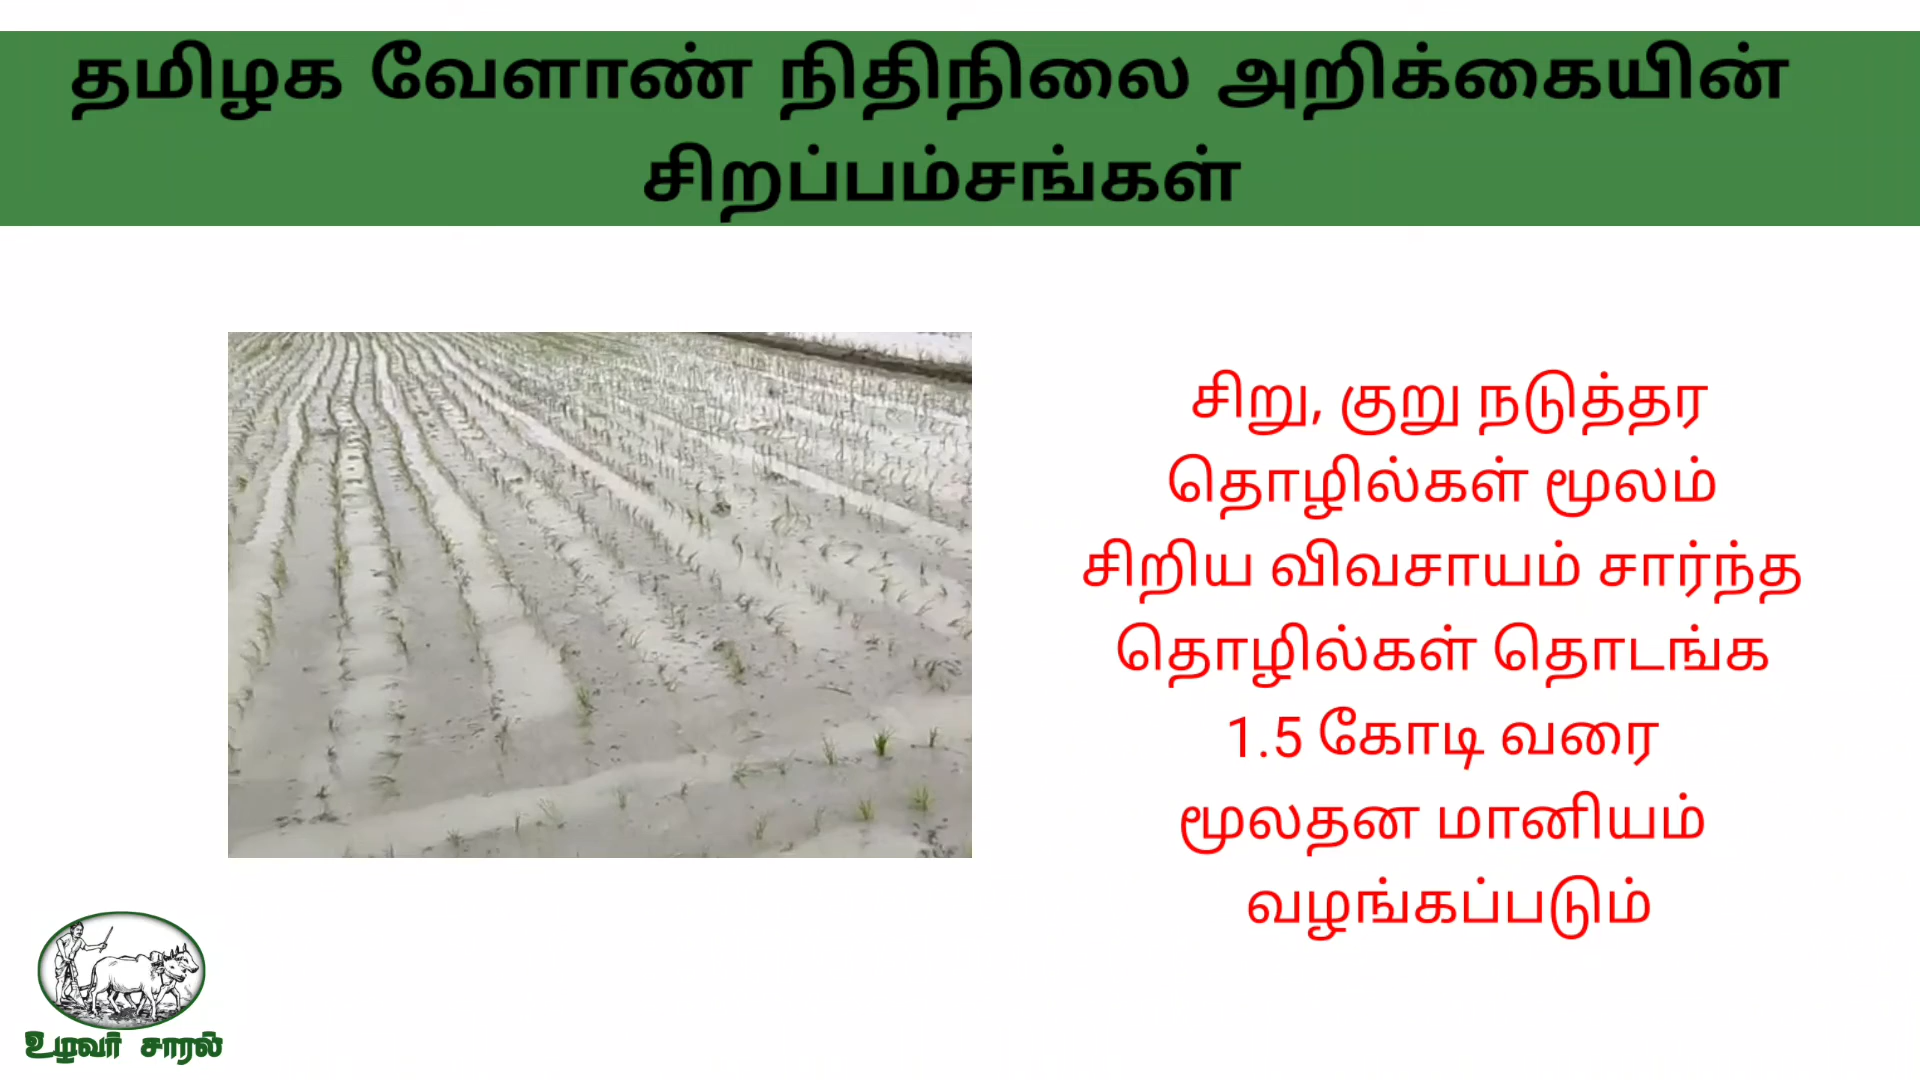 தமிழக வேளாண் நிதிநிலை அறிக்கையின்
சிறப்பம்சங்கள்
சிறு, குறு நடுத்தர
தொழில்கள் மூலம்
சிறிய விவசாயம் சார்ந்த
தொழில்கள் தொடங்க
1.5 கோடி வரை
மூலதன மானியம்
வழங்கப்படும்
உழவர் சாரல்